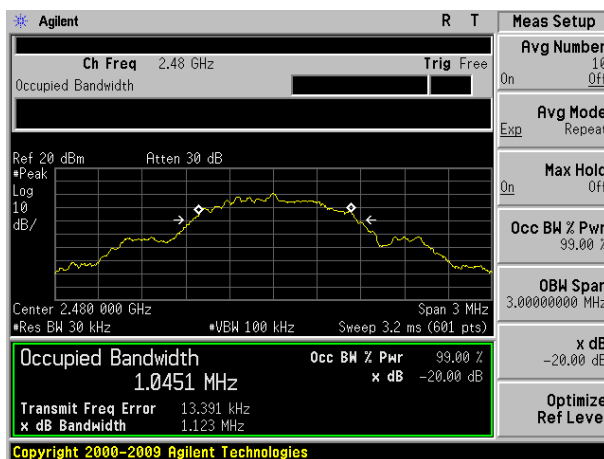 Agilent R T Meas Setup
Avg Number
10
On Off
Ch Freq 2.48 GHz Trig Free
Occupied Bandwidth
Avg Mode
Exp Repeat
Ref 20 dBm Atten 30 dB
#Peak
Log
10
dB/
Max Hold
On Off
Occ BW % Pwr
99.00 %
OBW Span
3.00000000 MHz
Center 2.480 000 GHz Span 3 MHz
#Res BW 30 kHz #VBW 100 kHz Sweep 3.2 ms (601 pts)
x dB
-20.00 dB
Occupied Bandwidth Occ BW % Pwr 99.00 %
1.0451 MHz x dB -20.00 dB
Transmit Freq Error 13.391 kHz
x dB Bandwidth 1.123 MHz
Optimize
Ref Level
Copyright 2000-2009 Agilent Technologies